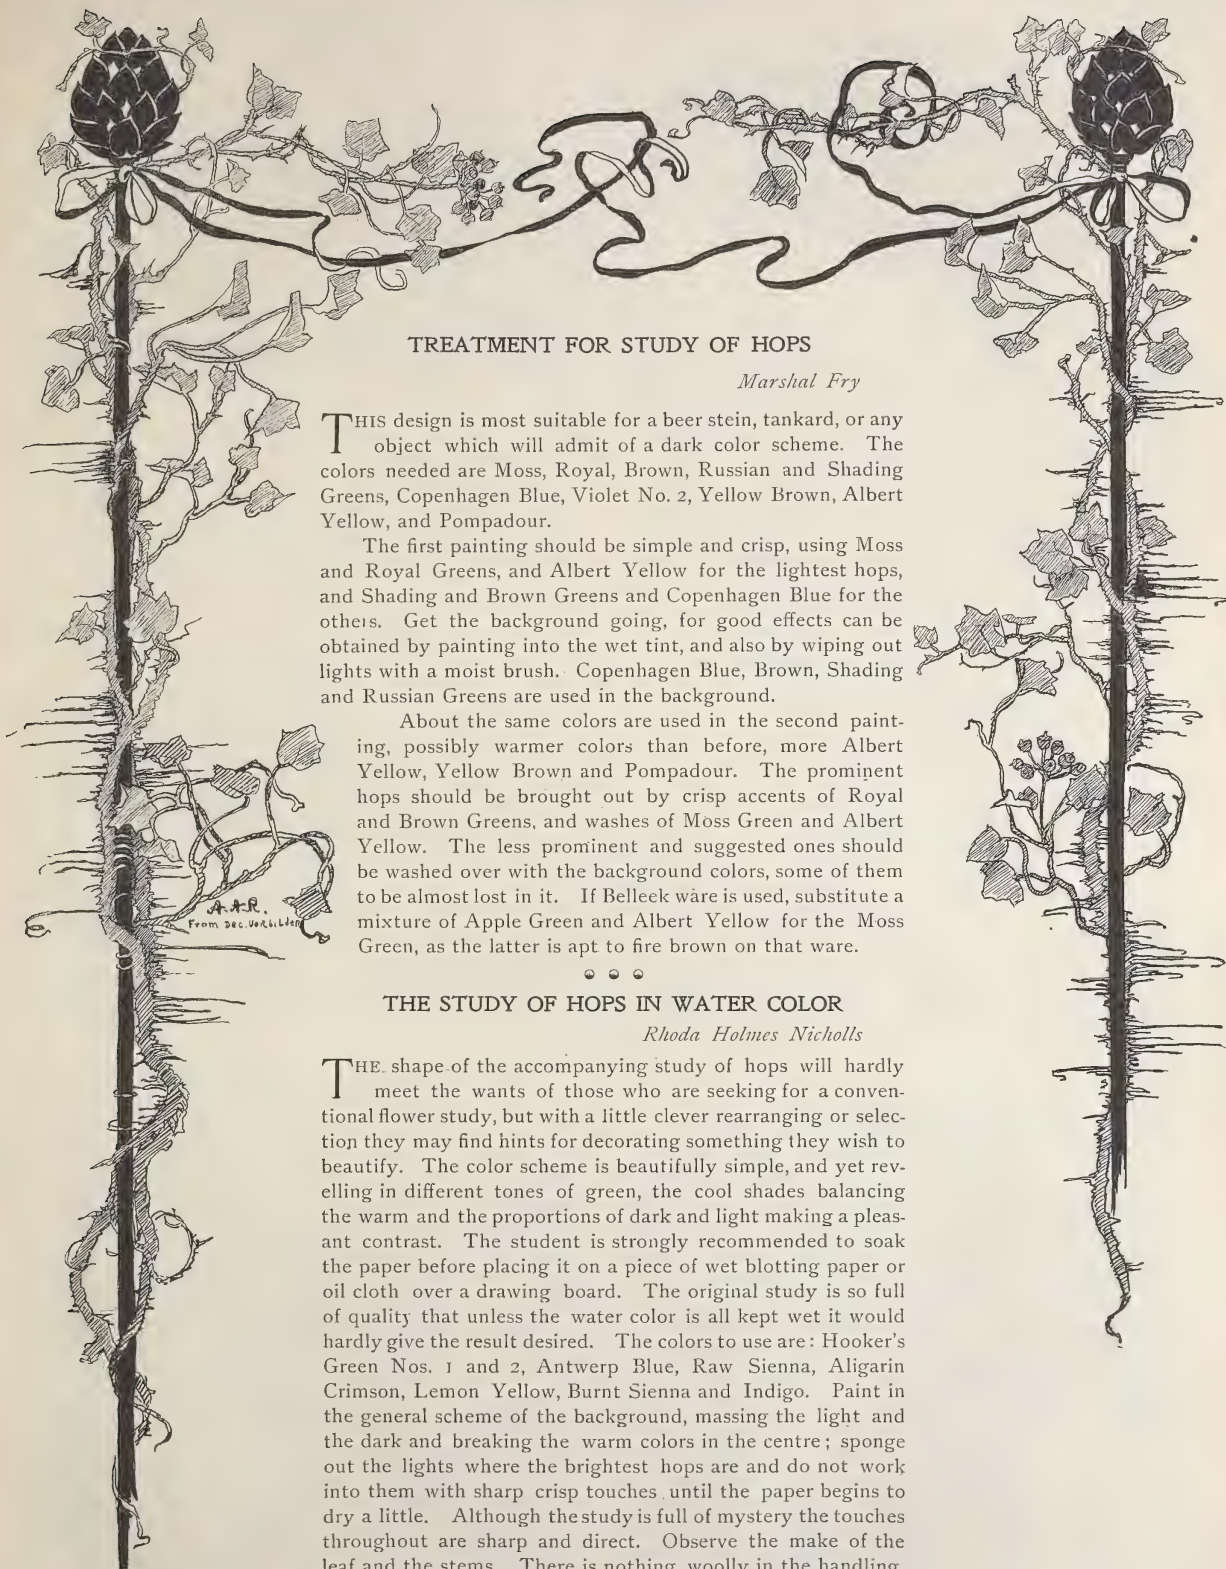 TREATMENT FOR STUDY OF HOPS
Marshal Fry
THIS design is most suitable for a beer stein, tankard, or any
object which will admit of a dark color scheme. The
colors needed are Moss, Royal, Brown, Russian and Shading
Greens, Copenhagen Blue, Violet No. 2, Yellow Brown, Albert
Yellow, and Pompadour.
The first painting should be simple and crisp, using Moss
and Royal Greens, and Albert Yellow for the lightest hops,
and Shading and Brown Greens and Copenhagen Blue for the
others. Get the background going, for good effects can be
obtained by painting into the wet tint, and also by wiping out
lights with a moist brush. Copenhagen Blue, Brown, Shading
and Russian Greens are used in the background.
About the same colors are used in the second paint-
ing, possibly warmer colors than before, more Albert
Yellow, Yellow Brown and Pompadour. The prominent
hops should be brought out by crisp accents of Royal
and Brown Greens, and washes of Moss Green and Albert
Yellow. The less prominent and suggested ones should
be washed over with the background colors, some of them
to be almost lost in it. If Belleek ware is used, substitute a
mixture of Apple Green and Albert Yellow for the Moss
Green, as the latter is apt to fire brown on that ware.
A.A.R.
From Dec. Vorbilder
THE STUDY OF HOPS IN WATER COLOR
Rhoda Holmes Nicholls
THE shape of the accompanying study of hops will hardly
meet the wants of those who are seeking for a conven-
tional flower study, but with a little clever rearranging or selec-
tion they may find hints for decorating something they wish to
beautify. The color scheme is beautifully simple, and yet rev-
elling in different tones of green, the cool shades balancing
the warm and the proportions of dark and light making a pleas-
ant contrast. The student is strongly recommended to soak
the paper before placing it on a piece of wet blotting paper or
oil cloth over a drawing board. The original study is so full
of quality that unless the water color is all kept wet it would
hardly give the result desired. The colors to use are: Hooker's
Green Nos. 1 and 2, Antwerp Blue, Raw Sienna, Aligarin
Crimson, Lemon Yellow, Burnt Sienna and Indigo. Paint in
the general scheme of the background, massing the light and
the dark and breaking the warm colors in the centre; sponge
out the lights where the brightest hops are and do not work
into them with sharp crisp touches until the paper begins to
dry a little. Although the study is full of mystery the touches
throughout are sharp and direct. Observe the make of the
leaf and the stems. There is nothing woolly in the handling.